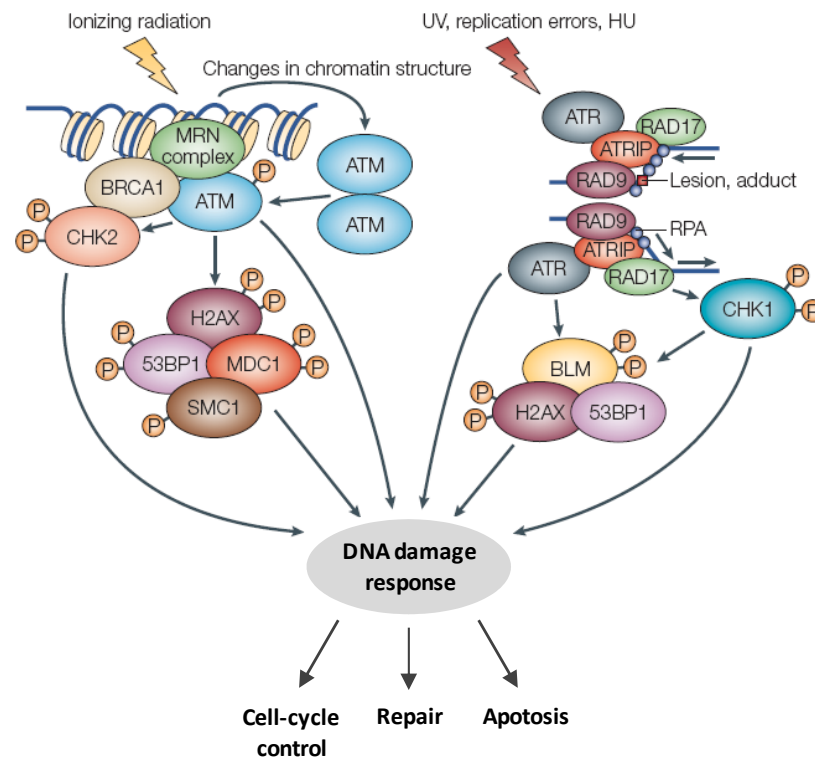 Ionizing radiation
UV, replication errors, HU
Changes in chromatin structure
MRN
complex
BRCA1
ATM
P
ATM
ATM
P
P
CHK2
H2AX
P
P
53BP1
P
MDC1
P
P
SMC1
P
ATR
RAD17
ATRIP
RAD9
Lesion, adduct
RAD9
RPA
ATRIP
ATR
RAD17
CHK1
P
P
BLM
P
P
H2AX
P
P
53BP1
DNA damage
response
Cell-cycle
control
Repair
Apotosis